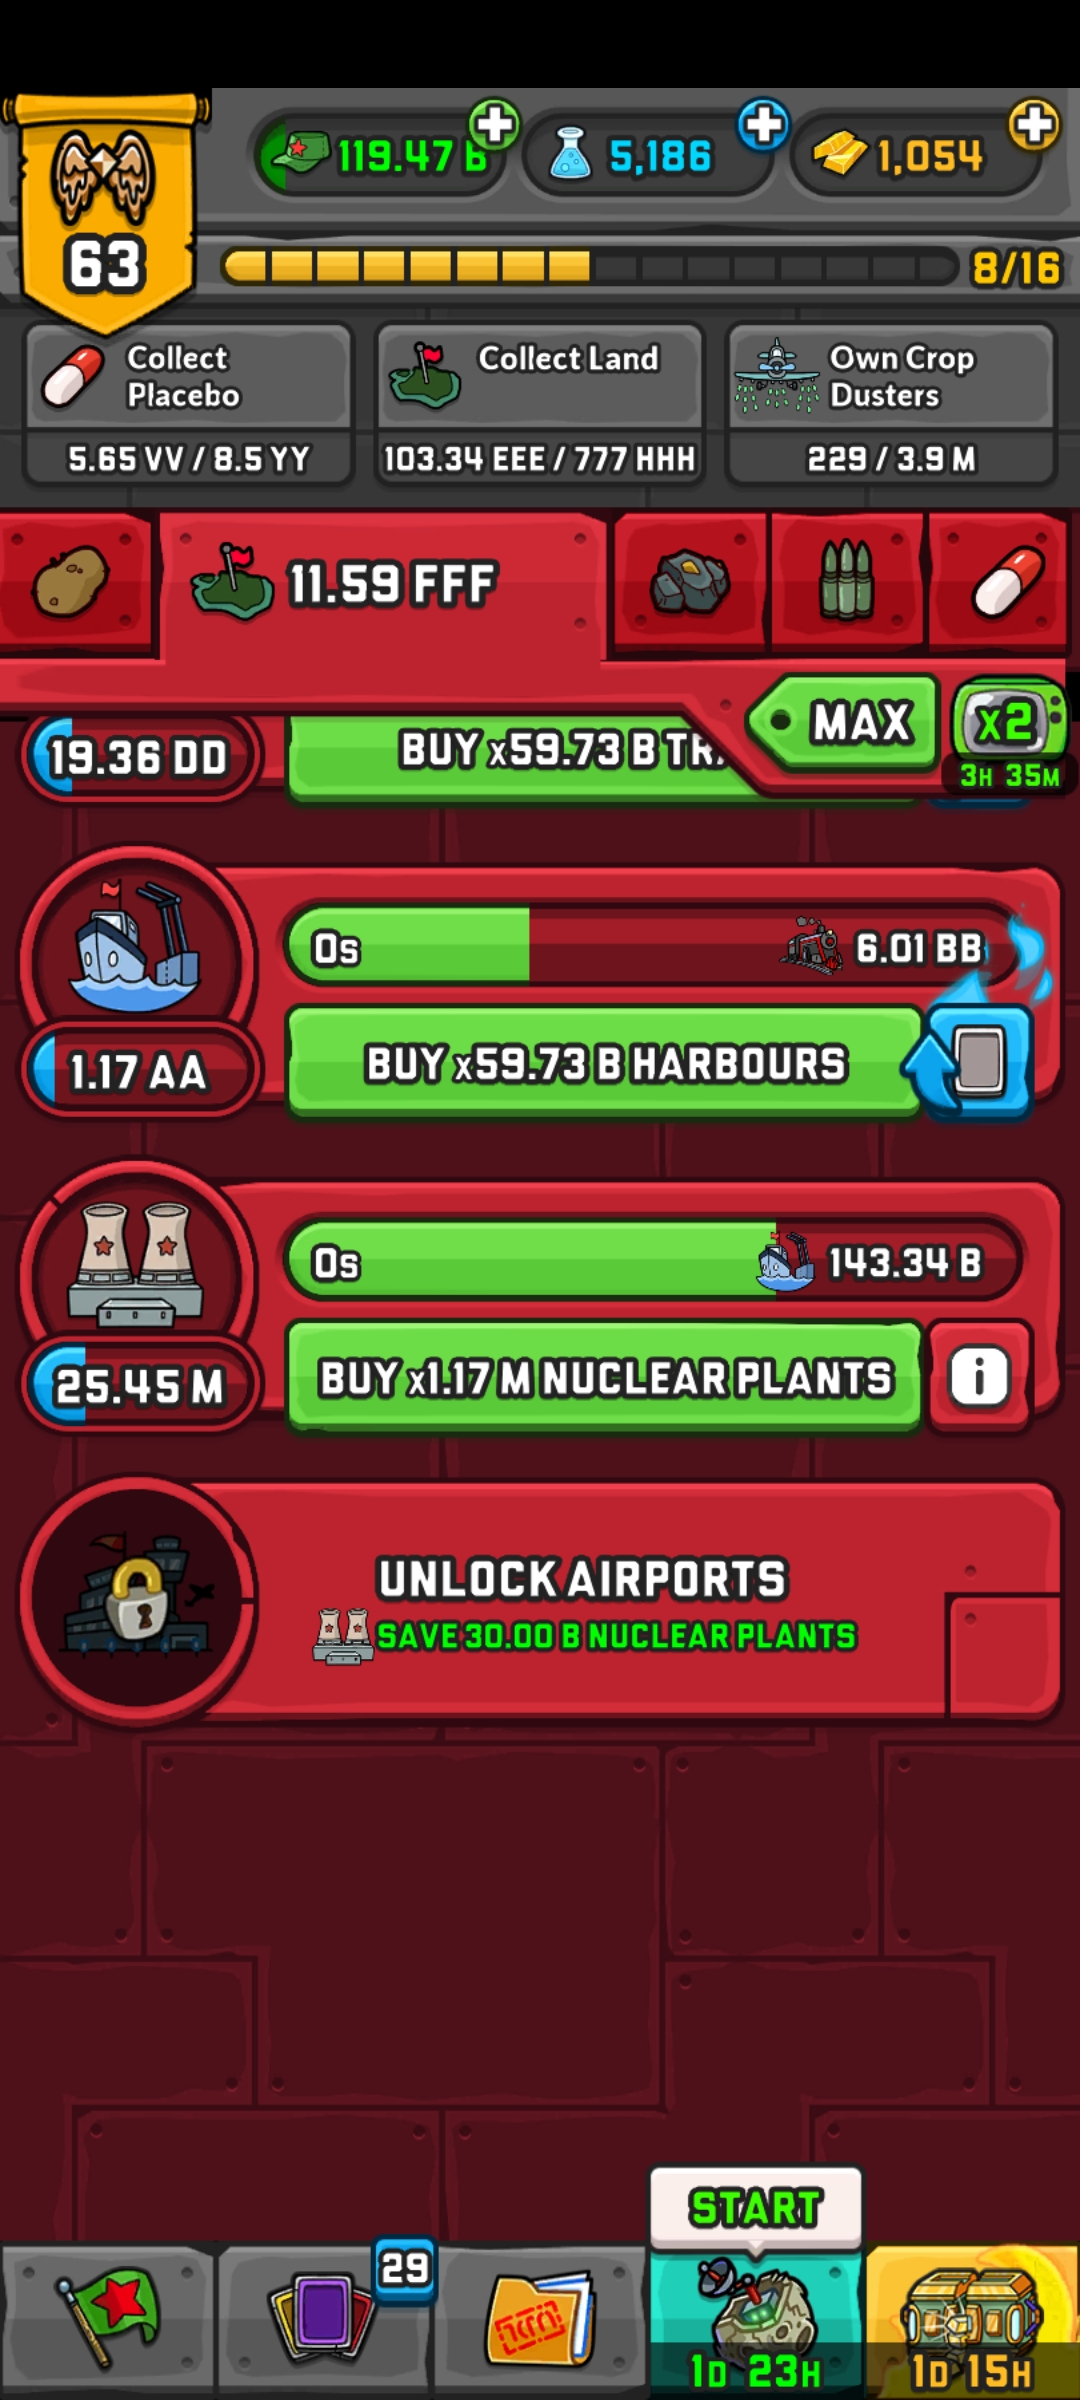 119.47 B
5,186
1,054
63
8/16
Collect
Placebo
5.65 VV / 8.5 YY
Collect Land
103.34 EEE / 777 HHH
Own Crop
Dusters
229 / 3.9 M
11.59 FFF
MAX
x2
3H 35M
19.36 DD
BUY x59.73 B TR
0s
6.01 BB
1.17 AA
BUY x59.73 B HARBOURS
0s
143.34 B
25.45 M
BUY x1.17 M NUCLEAR PLANTS
i
UNLOCK AIRPORTS
SAVE 30.00 B NUCLEAR PLANTS
START
29
1D 23H
1D 15H